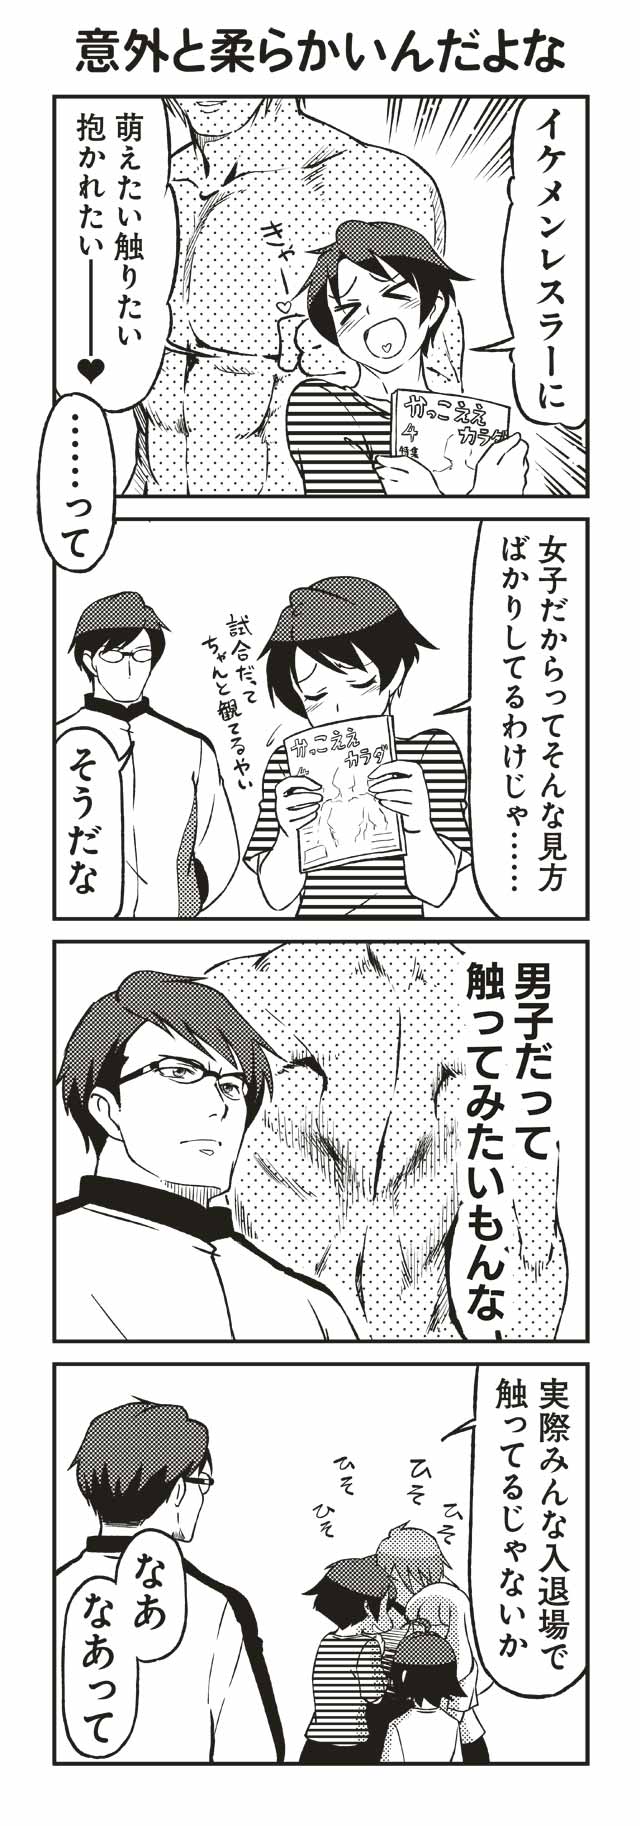 意外と柔らかいんだよな
イケメンレスラーに
きゃー
萌えたい触りたい
抱かれたい――♥
かっこええ
カラダ
4
特集
……って
女子だからってそんな見方
ばかりしてるわけじゃ……
試合だって
ちゃんと観てるやい
かっこええ
カラダ
4
そうだな
男子だって
触ってみたいもんな
実際みんな入退場で
触ってるじゃないか
ひそ
ひそ
ひそ
ひそ
なあ
なあって